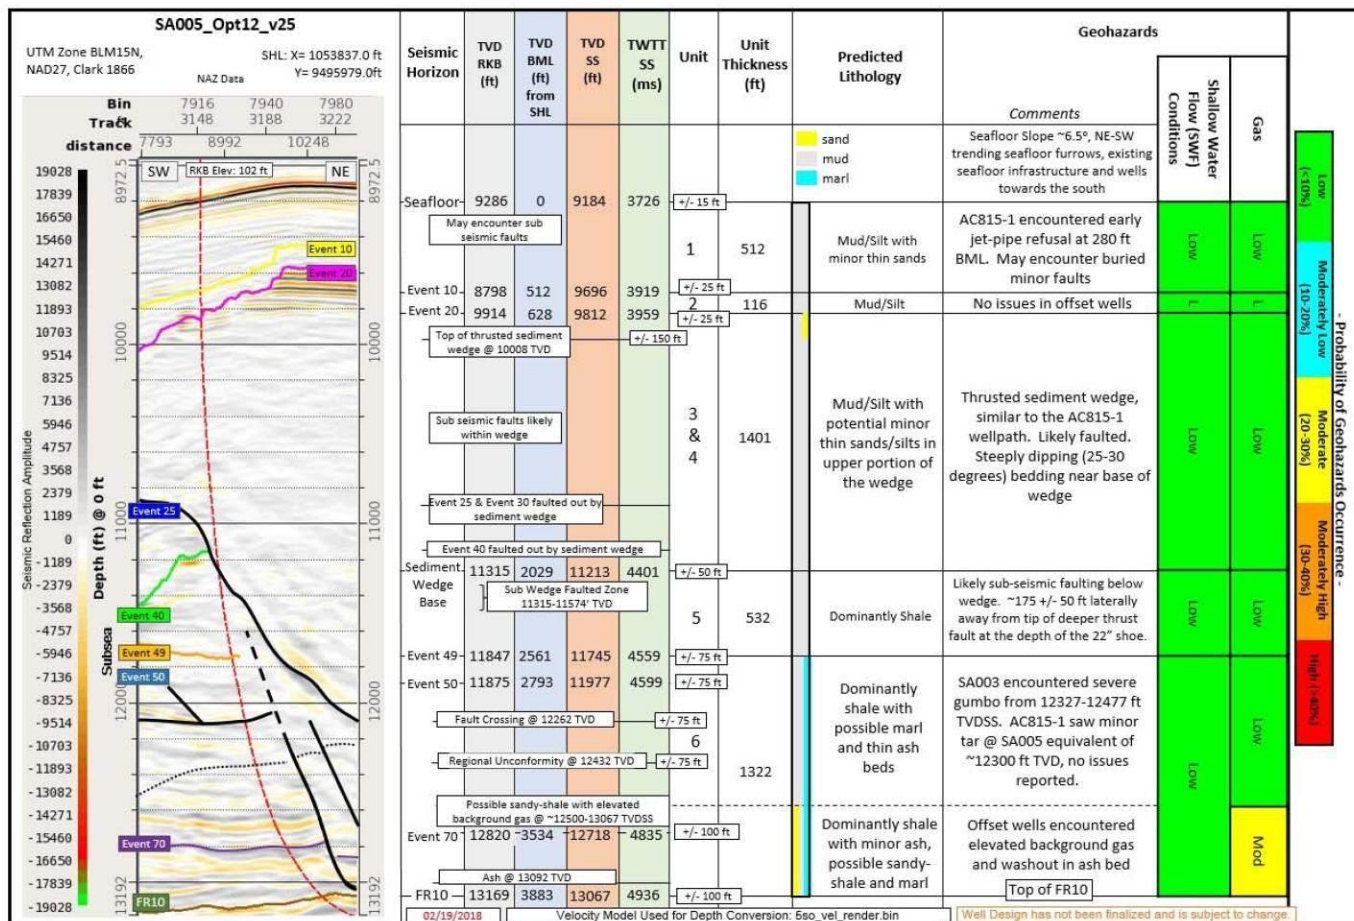 SA005_Opt12_v25
UTM Zone BLM15N,
NAD27, Clark 1866
SHL: X= 1053837.0 ft
Y= 9495979.0ft
NAZ Data
Bin 7916 7940 7980
Track 3148 3188 3222
distance 7793 8992 10248
SW
RKB Elev: 102 ft
NE
19028
17839
16650
15460
14271
13082
11893
10703
9514
8325
7136
5946
4757
3568
2379
1189
0
-1189
-2379
-3568
-4757
-5946
-7136
-8325
-9514
-10703
-11893
-13082
-14271
-15460
-16650
-17839
-19028
Seismic Reflection Amplitude
Depth (ft) @ 0 ft
Subsea
8972.5
10000
11000
12000
13192
8972.5
10000
11000
12000
13192
Event 10
Event 20
Event 25
Event 40
Event 49
Event 50
Event 70
FR10
Seismic Horizon
TVD RKB (ft)
TVD BML (ft) from SHL
TVD SS (ft)
TWTT SS (ms)
Unit
Unit Thickness (ft)
Predicted Lithology
Geohazards
Comments
Shallow Water Flow (SWF) Conditions
Gas
sand
mud
marl
Seafloor Slope ~6.5º, NE-SW
trending seafloor furrows, existing
seafloor infrastructure and wells
towards the south
Seafloor 9286 0 9184 3726 +/- 15 ft
May encounter sub
seismic faults
1 512
Mud/Silt with
minor thin sands
AC815-1 encountered early
jet-pipe refusal at 280 ft
BML. May encounter buried
minor faults
Low Low
Event 10 8798 512 9696 3919 +/- 25 ft
2 116 Mud/Silt No issues in offset wells L L
Event 20 9914 628 9812 3959 +/- 25 ft
Top of thrusted sediment
wedge @ 10008 TVD
+/- 150 ft
Sub seismic faults likely
within wedge
3
&
4
1401
Mud/Silt with
potential minor
thin sands/silts in
upper portion of
the wedge
Thrusted sediment wedge,
similar to the AC815-1
wellpath. Likely faulted.
Steeply dipping (25-30
degrees) bedding near base of
wedge
Low Low
Event 25 & Event 30 faulted out by
sediment wedge
Event 40 faulted out by sediment wedge
Sediment Wedge Base 11315 2029 11213 4401 +/- 50 ft
Sub Wedge Faulted Zone
11315-11574' TVD
5 532 Dominantly Shale
Likely sub-seismic faulting below
wedge. ~175 +/- 50 ft laterally
away from tip of deeper thrust
fault at the depth of the 22" shoe.
Low Low
Event 49 11847 2561 11745 4559 +/- 75 ft
Event 50 11875 2793 11977 4599 +/- 75 ft
Fault Crossing @ 12262 TVD
+/- 75 ft
6
Regional Unconformity @ 12432 TVD
+/- 75 ft
1322
Dominantly
shale with
possible marl
and thin ash
beds
SA003 encountered severe
gumbo from 12327-12477 ft
TVDSS. AC815-1 saw minor
tar @ SA005 equivalent of
~12300 ft TVD, no issues
reported.
Low Low
Possible sandy-shale with elevated
background gas @ ~12500-13067 TVDSS
Event 70 12820 3534 12718 4835 +/- 100 ft
Dominantly shale
with minor ash,
possible sandy-
shale and marl
Offset wells encountered
elevated background gas
and washout in ash bed
Mod
Ash @ 13092 TVD
Top of FR10
FR10 13169 3883 13067 4936 +/- 100 ft
02/19/2018
Velocity Model Used for Depth Conversion: 5so_vel_render.bin
Well Design has not been finalized and is subject to change.
- Probability of Geohazards Occurrence -
Low (<10%)
Moderately Low (10-20%)
Moderate (20-30%)
Moderately High (30-40%)
High (>40%)